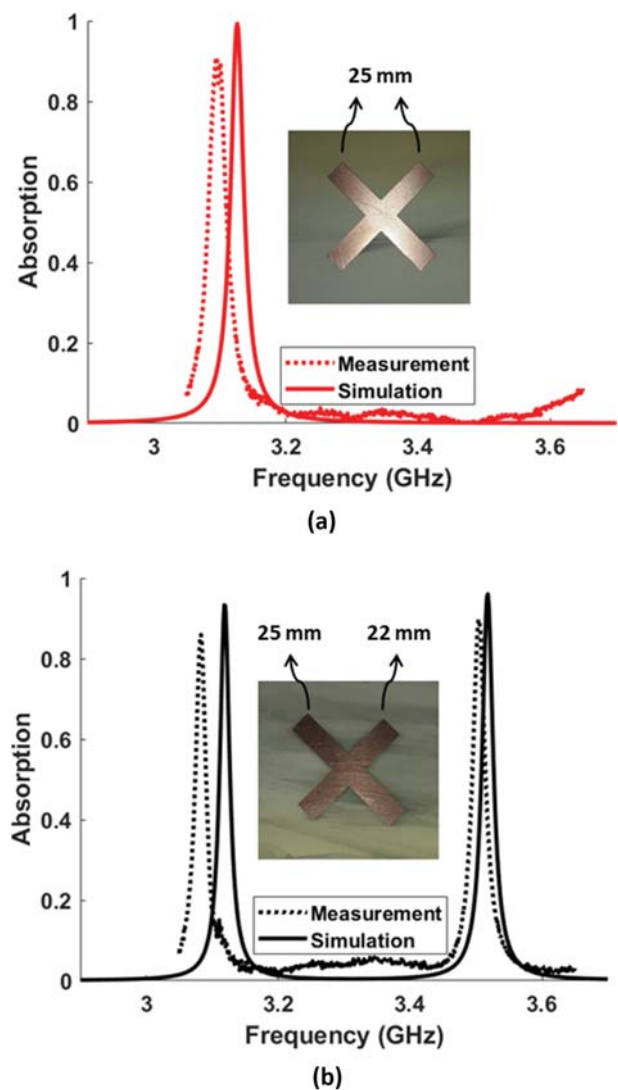 1
0.8
0.6
0.4
0.2
0
Absorption
25 mm
Measurement
Simulation
3 3.2 3.4 3.6
Frequency (GHz)
(a)
1
0.8
0.6
0.4
0.2
0
Absorption
25 mm 22 mm
Measurement
Simulation
3 3.2 3.4 3.6
Frequency (GHz)
(b)